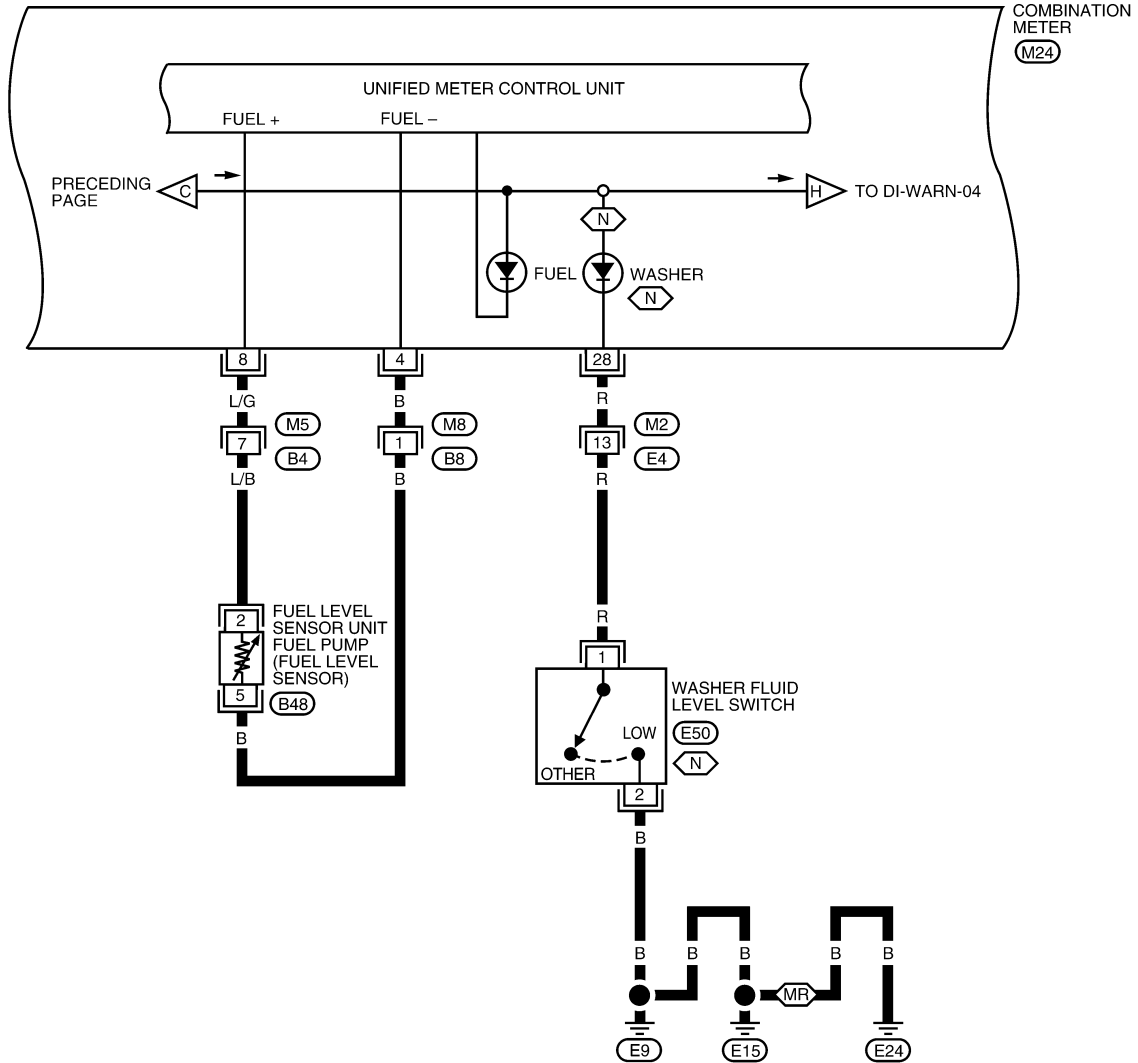 COMBINATION
METER
M24
UNIFIED METER CONTROL UNIT
FUEL +
FUEL –
PRECEDING
PAGE
C
H
TO DI-WARN-04
N
FUEL
WASHER
N
8
4
28
L/G
B
R
M5
M8
M2
7
1
13
B4
B8
E4
L/B
B
R
R
2
FUEL LEVEL
SENSOR UNIT
FUEL PUMP
(FUEL LEVEL
SENSOR)
5
B48
B
1
WASHER FLUID
LEVEL SWITCH
E50
N
LOW
OTHER
2
B
B
B
B
B
B
MR
E9
E15
E24